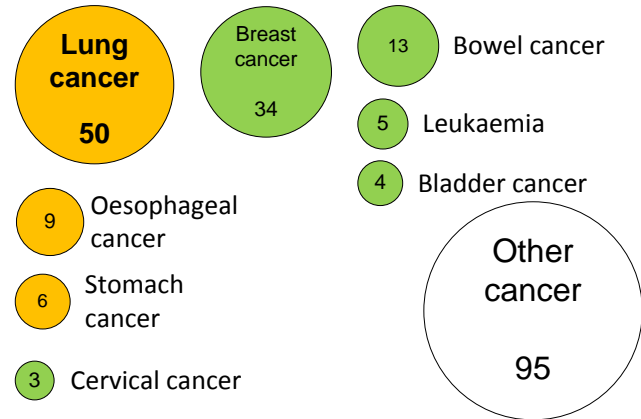 Lung
cancer
50
Breast
cancer
34
13
Bowel cancer
5
Leukaemia
4
Bladder cancer
9
Oesophageal
cancer
6
Stomach
cancer
3
Cervical cancer
Other
cancer
95